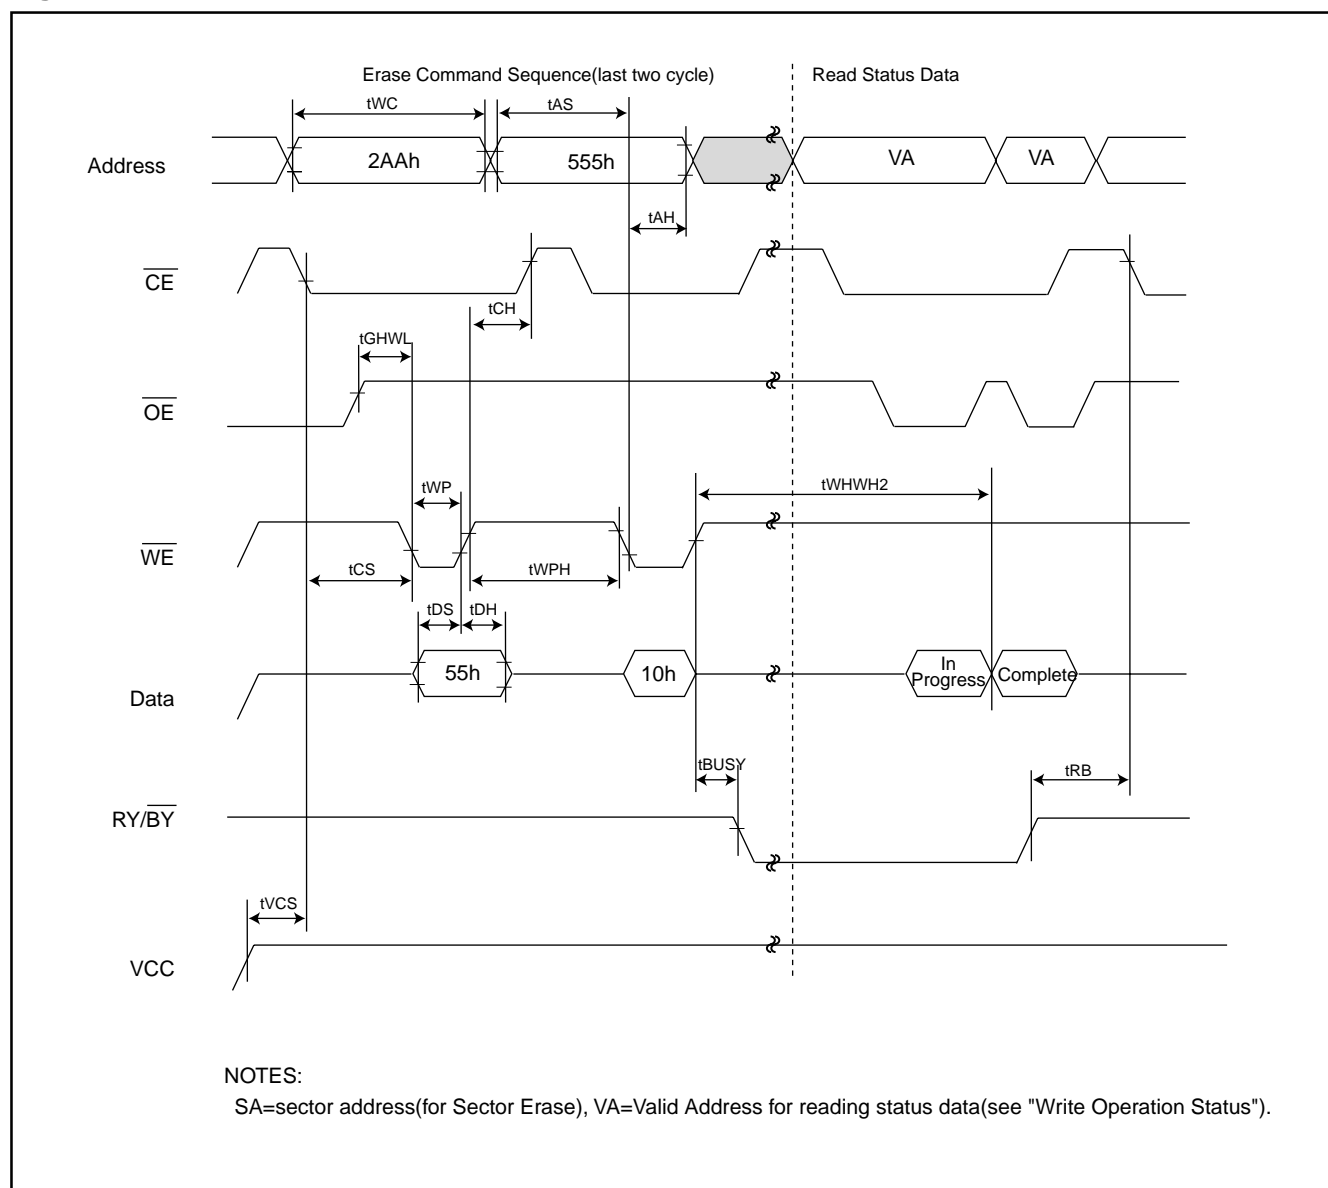 Erase Command Sequence(last two cycle)
Read Status Data
tWC
tAS
Address
2AAh
555h
VA
VA
tAH
CE
tCH
tGHWL
OE
tWP
tWHWH2
WE
tCS
tWPH
tDS
tDH
Data
55h
10h
In
Progress
Complete
tBUSY
tRB
RY/BY
tVCS
VCC
NOTES:
SA=sector address(for Sector Erase), VA=Valid Address for reading status data(see "Write Operation Status").